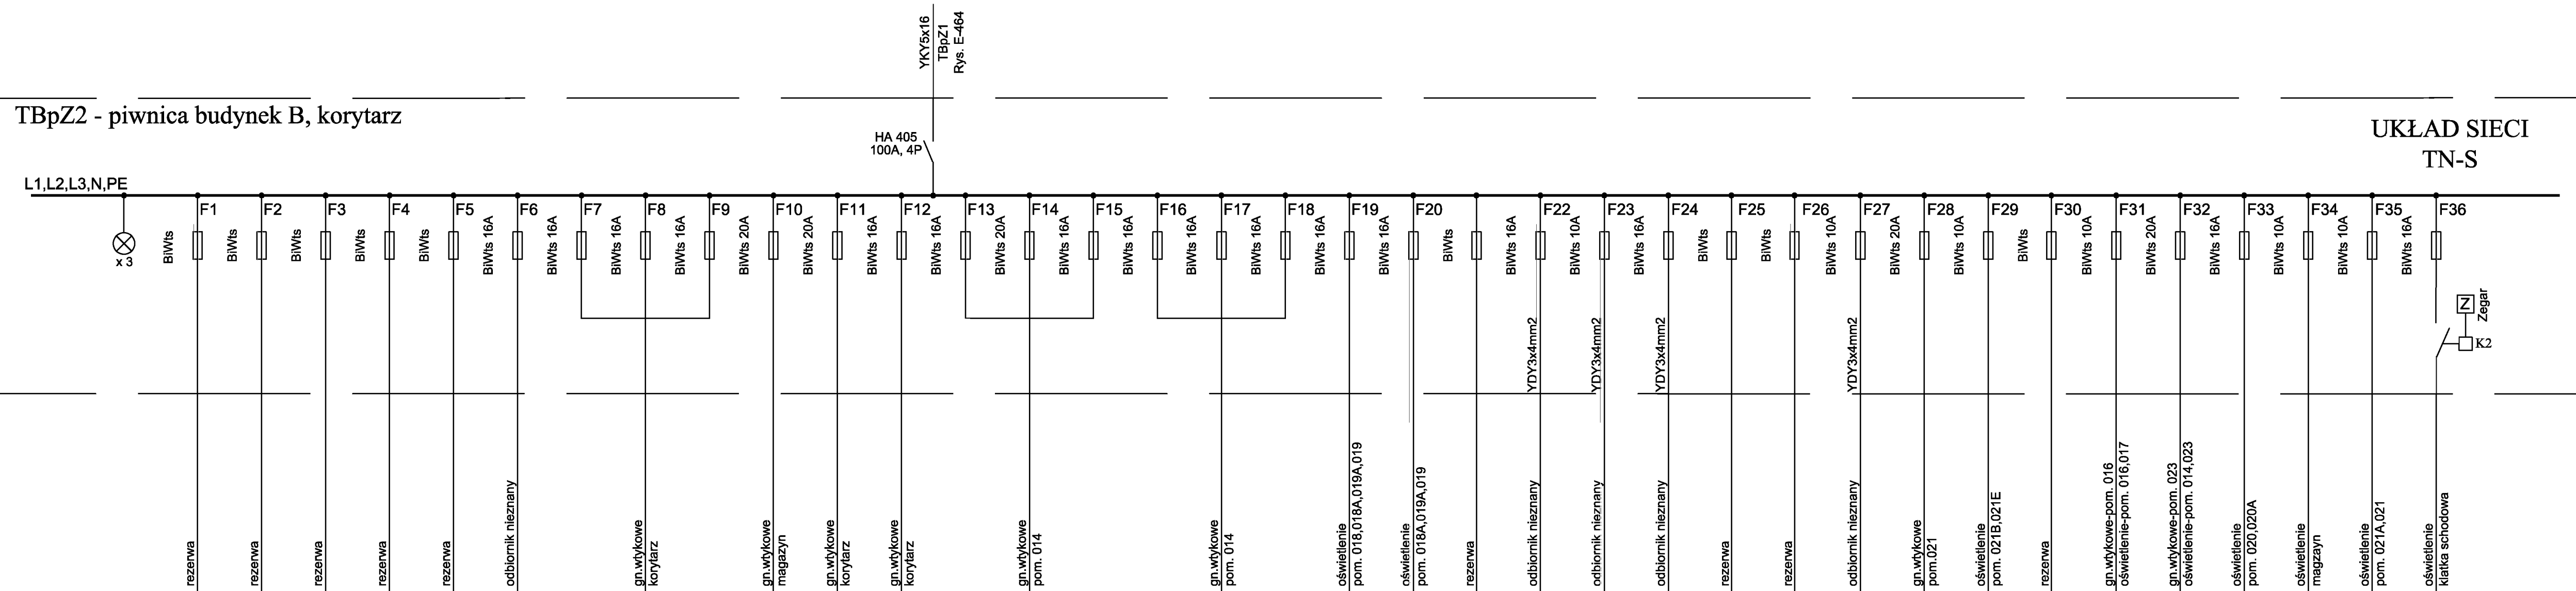 YKY5x16
TBpZ1
Rys. E-464
TBpZ2 - piwnica budynek B, korytarz
UKŁAD SIECI
TN-S
HA 405
100A, 4P
L1,L2,L3,N,PE
x 3
F1
F2
F3
F4
F5
F6
F7
F8
F9
F10
F11
F12
F13
F14
F15
F16
F17
F18
F19
F20
F22
F23
F24
F25
F26
F27
F28
F29
F30
F31
F32
F33
F34
F35
F36
BiWts
BiWts
BiWts
BiWts
BiWts
BiWts 16A
BiWts 16A
BiWts 16A
BiWts 16A
BiWts 20A
BiWts 20A
BiWts 16A
BiWts 16A
BiWts 20A
BiWts 16A
BiWts 16A
BiWts 16A
BiWts 16A
BiWts 16A
BiWts 16A
BiWts
BiWts 16A
BiWts 10A
BiWts 16A
BiWts
BiWts
BiWts 10A
BiWts 20A
BiWts 10A
BiWts
BiWts 10A
BiWts 20A
BiWts 16A
BiWts 10A
BiWts 10A
BiWts 16A
Z
Zegar
K2
YDY3x4mm2
YDY3x4mm2
YDY3x4mm2
YDY3x4mm2
rezerwa
rezerwa
rezerwa
rezerwa
rezerwa
odbiornik nieznany
gn.wtykowe
korytarz
gn.wtykowe
magazyn
gn.wtykowe
korytarz
gn.wtykowe
korytarz
gn.wtykowe
pom. 014
gn.wtykowe
pom. 014
oświetlenie
pom. 018,018A,019A,019
oświetlenie
pom. 018A,019A,019
rezerwa
odbiornik nieznany
odbiornik nieznany
odbiornik nieznany
rezerwa
rezerwa
odbiornik nieznany
gn.wtykowe
pom.021
oświetlenie
pom. 021B,021E
rezerwa
gn.wtykowe-pom. 016
oświetlenie-pom. 016,017
gn.wtykowe-pom. 023
oświetlenie-pom. 014,023
oświetlenie
pom. 020,020A
oświetlenie
magzayn
oświetlenie
pom. 021A,021
oświetlenie
klatka schodowa